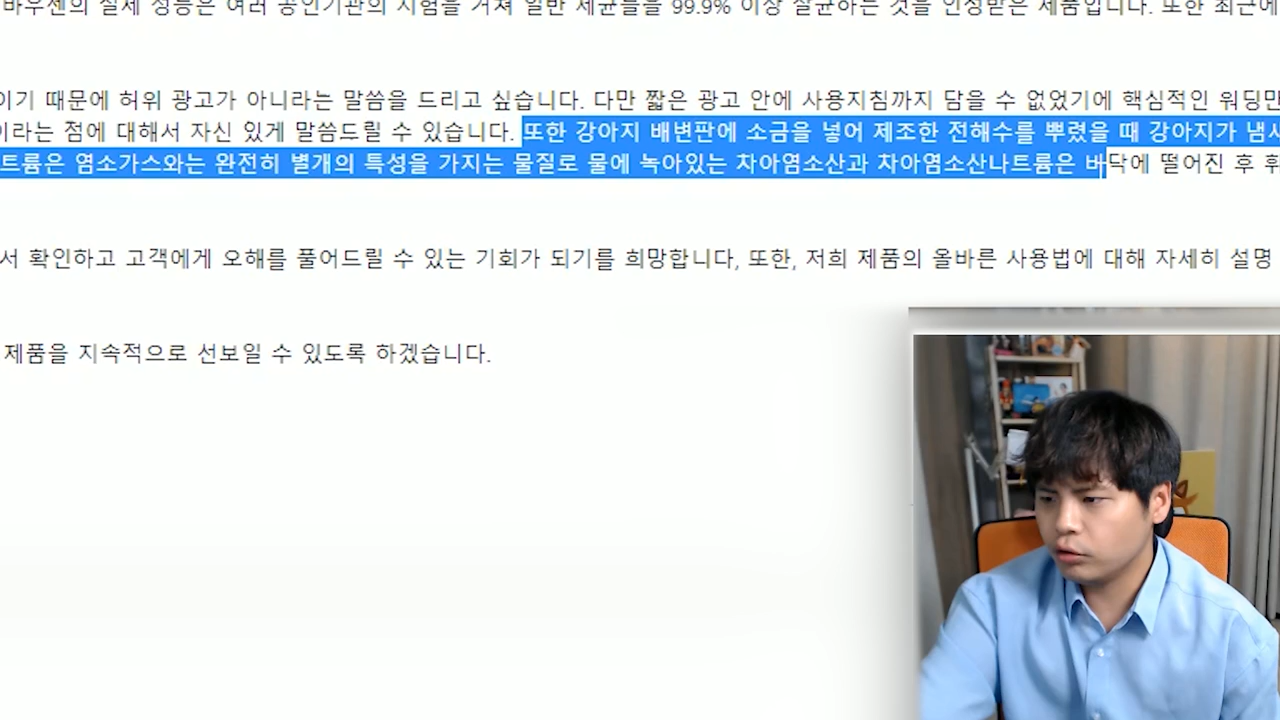 바우젠의 실제 성능은 여러 공인기관의 시험을 거쳐 일반 세균들을 99.9% 이상 살균하는 것을 인정받은 제품입니다. 또한 최근에
이기 때문에 허위 광고가 아니라는 말씀을 드리고 싶습니다. 다만 짧은 광고 안에 사용지침까지 담을 수 없었기에 핵심적인 워딩만
이라는 점에 대해서 자신 있게 말씀드릴 수 있습니다. 또한 강아지 배변판에 소금을 넣어 제조한 전해수를 뿌렸을 때 강아지가 냄새
트륨은 염소가스와는 완전히 별개의 특성을 가지는 물질로 물에 녹아있는 차아염소산과 차아염소산나트륨은 바닥에 떨어진 후 휘
서 확인하고 고객에게 오해를 풀어드릴 수 있는 기회가 되기를 희망합니다, 또한, 저희 제품의 올바른 사용법에 대해 자세히 설명
제품을 지속적으로 선보일 수 있도록 하겠습니다.